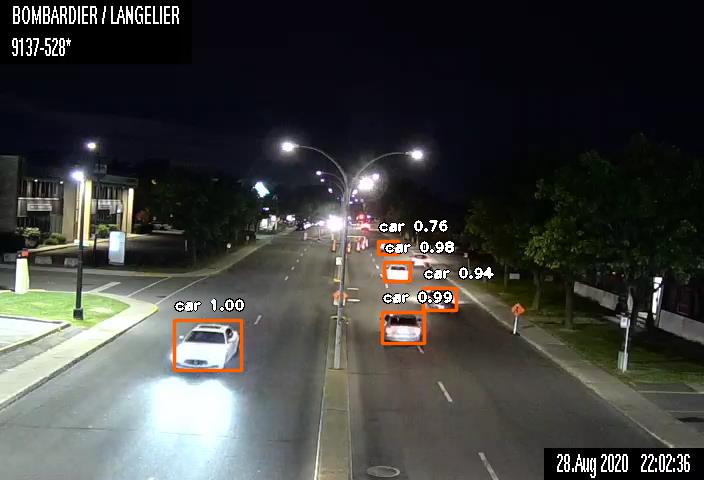 BOMBARDIER / LANGELIER
9137-528*
car 0.76
car 0.98
car 0.94
car 0.99
car 1.00
28.Aug 2020 22:02:36